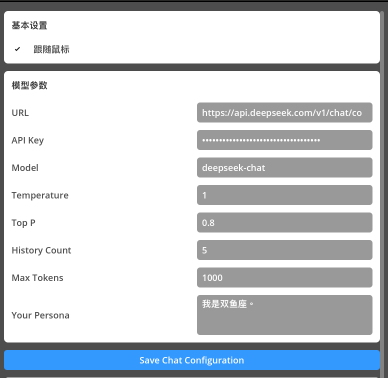 基本设置
跟随鼠标
模型参数
URL https://api.deepseek.com/v1/chat/co
API Key ••••••••••••••••••••••••••••••••••
Model deepseek-chat
Temperature 1
Top P 0.8
History Count 5
Max Tokens 1000
Your Persona 我是双鱼座。
Save Chat Configuration